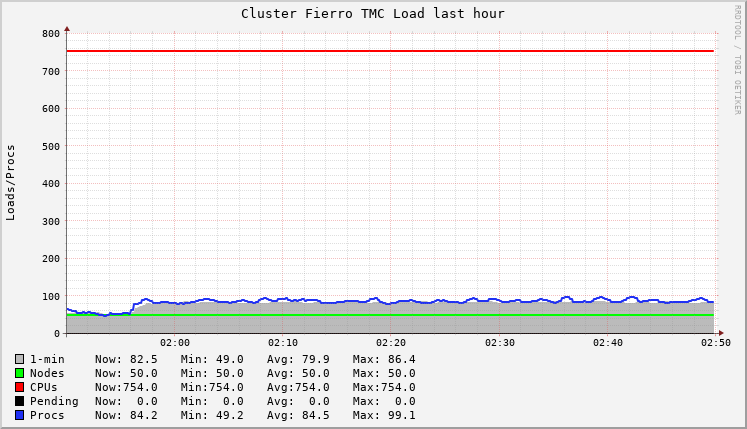 Cluster Fierro TMC Load last hour
RRDTOOL / TOBI OETIKER
Loads/Procs
800
700
600
500
400
300
200
100
0
02:00 02:10 02:20 02:30 02:40 02:50
1-min Now: 82.5 Min: 49.0 Avg: 79.9 Max: 86.4
Nodes Now: 50.0 Min: 50.0 Avg: 50.0 Max: 50.0
CPUs Now:754.0 Min:754.0 Avg:754.0 Max:754.0
Pending Now: 0.0 Min: 0.0 Avg: 0.0 Max: 0.0
Procs Now: 84.2 Min: 49.2 Avg: 84.5 Max: 99.1